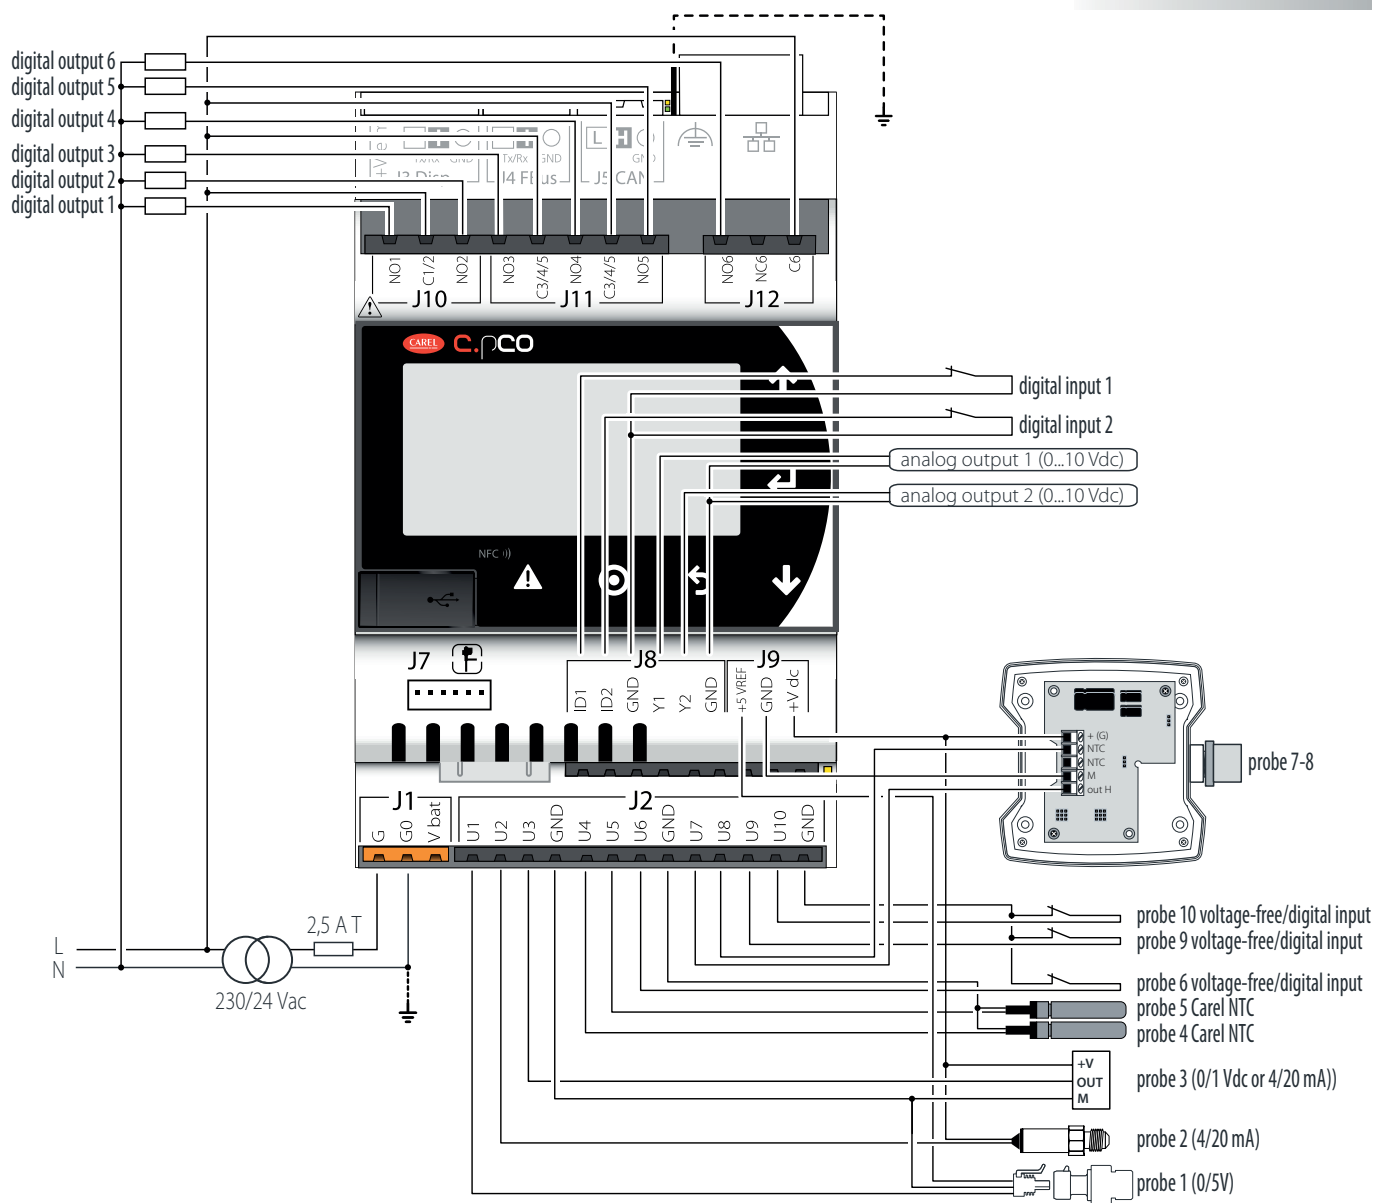 digital output 6
digital output 5
digital output 4
digital output 3
digital output 2
digital output 1
Tx/Rx GND
Tx/Rx GND
L H GND
J3 Disp
J4 FBus
J5 CAN
NO1
C1/2
NO2
NO3
C3/4/5
NO4
C3/4/5
NO5
NO6
NC6
C6
J10
J11
J12
CAREL
c.pCO
digital input 1
digital input 2
analog output 1 (0...10 Vdc)
analog output 2 (0...10 Vdc)
NFC
J7
J8
J9
ID1
ID2
GND
Y1
Y2
GND
+5 VREF
GND
+V dc
+ (G)
NTC
NTC
M
out H
probe 7-8
J1
J2
G
G0
V bat
U1
U2
U3
GND
U4
U5
U6
GND
U7
U8
U9
U10
GND
2,5 A T
L
N
230/24 Vac
probe 10 voltage-free/digital input
probe 9 voltage-free/digital input
probe 6 voltage-free/digital input
probe 5 Carel NTC
probe 4 Carel NTC
+V
OUT
M
probe 3 (0/1 Vdc or 4/20 mA))
probe 2 (4/20 mA)
probe 1 (0/5V)